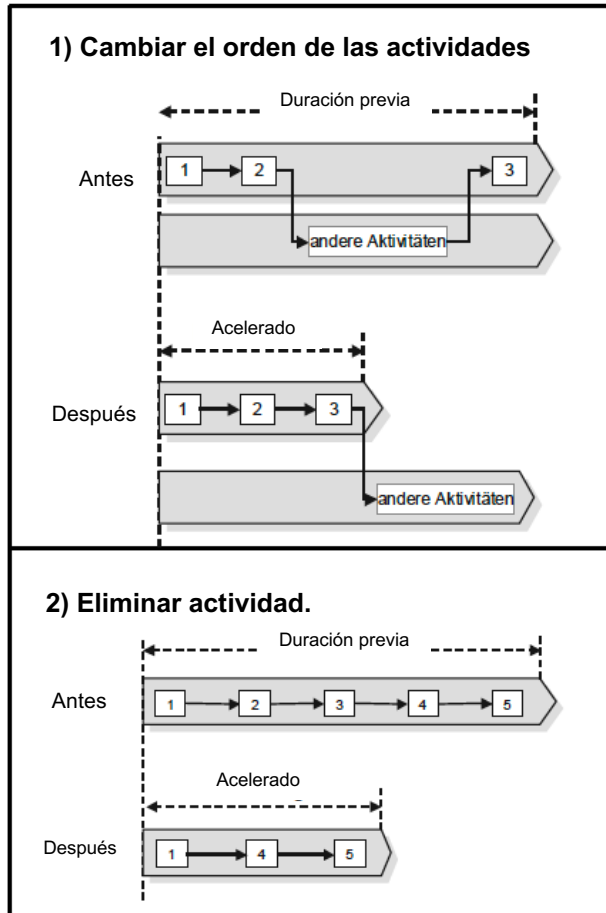 1) Cambiar el orden de las actividades
Duración previa
Antes
1 2 3
andere Aktivitäten
Acelerado
Después
1 2 3
andere Aktivitäten
2) Eliminar actividad.
Duración previa
Antes
1 2 3 4 5
Acelerado
Después
1 4 5